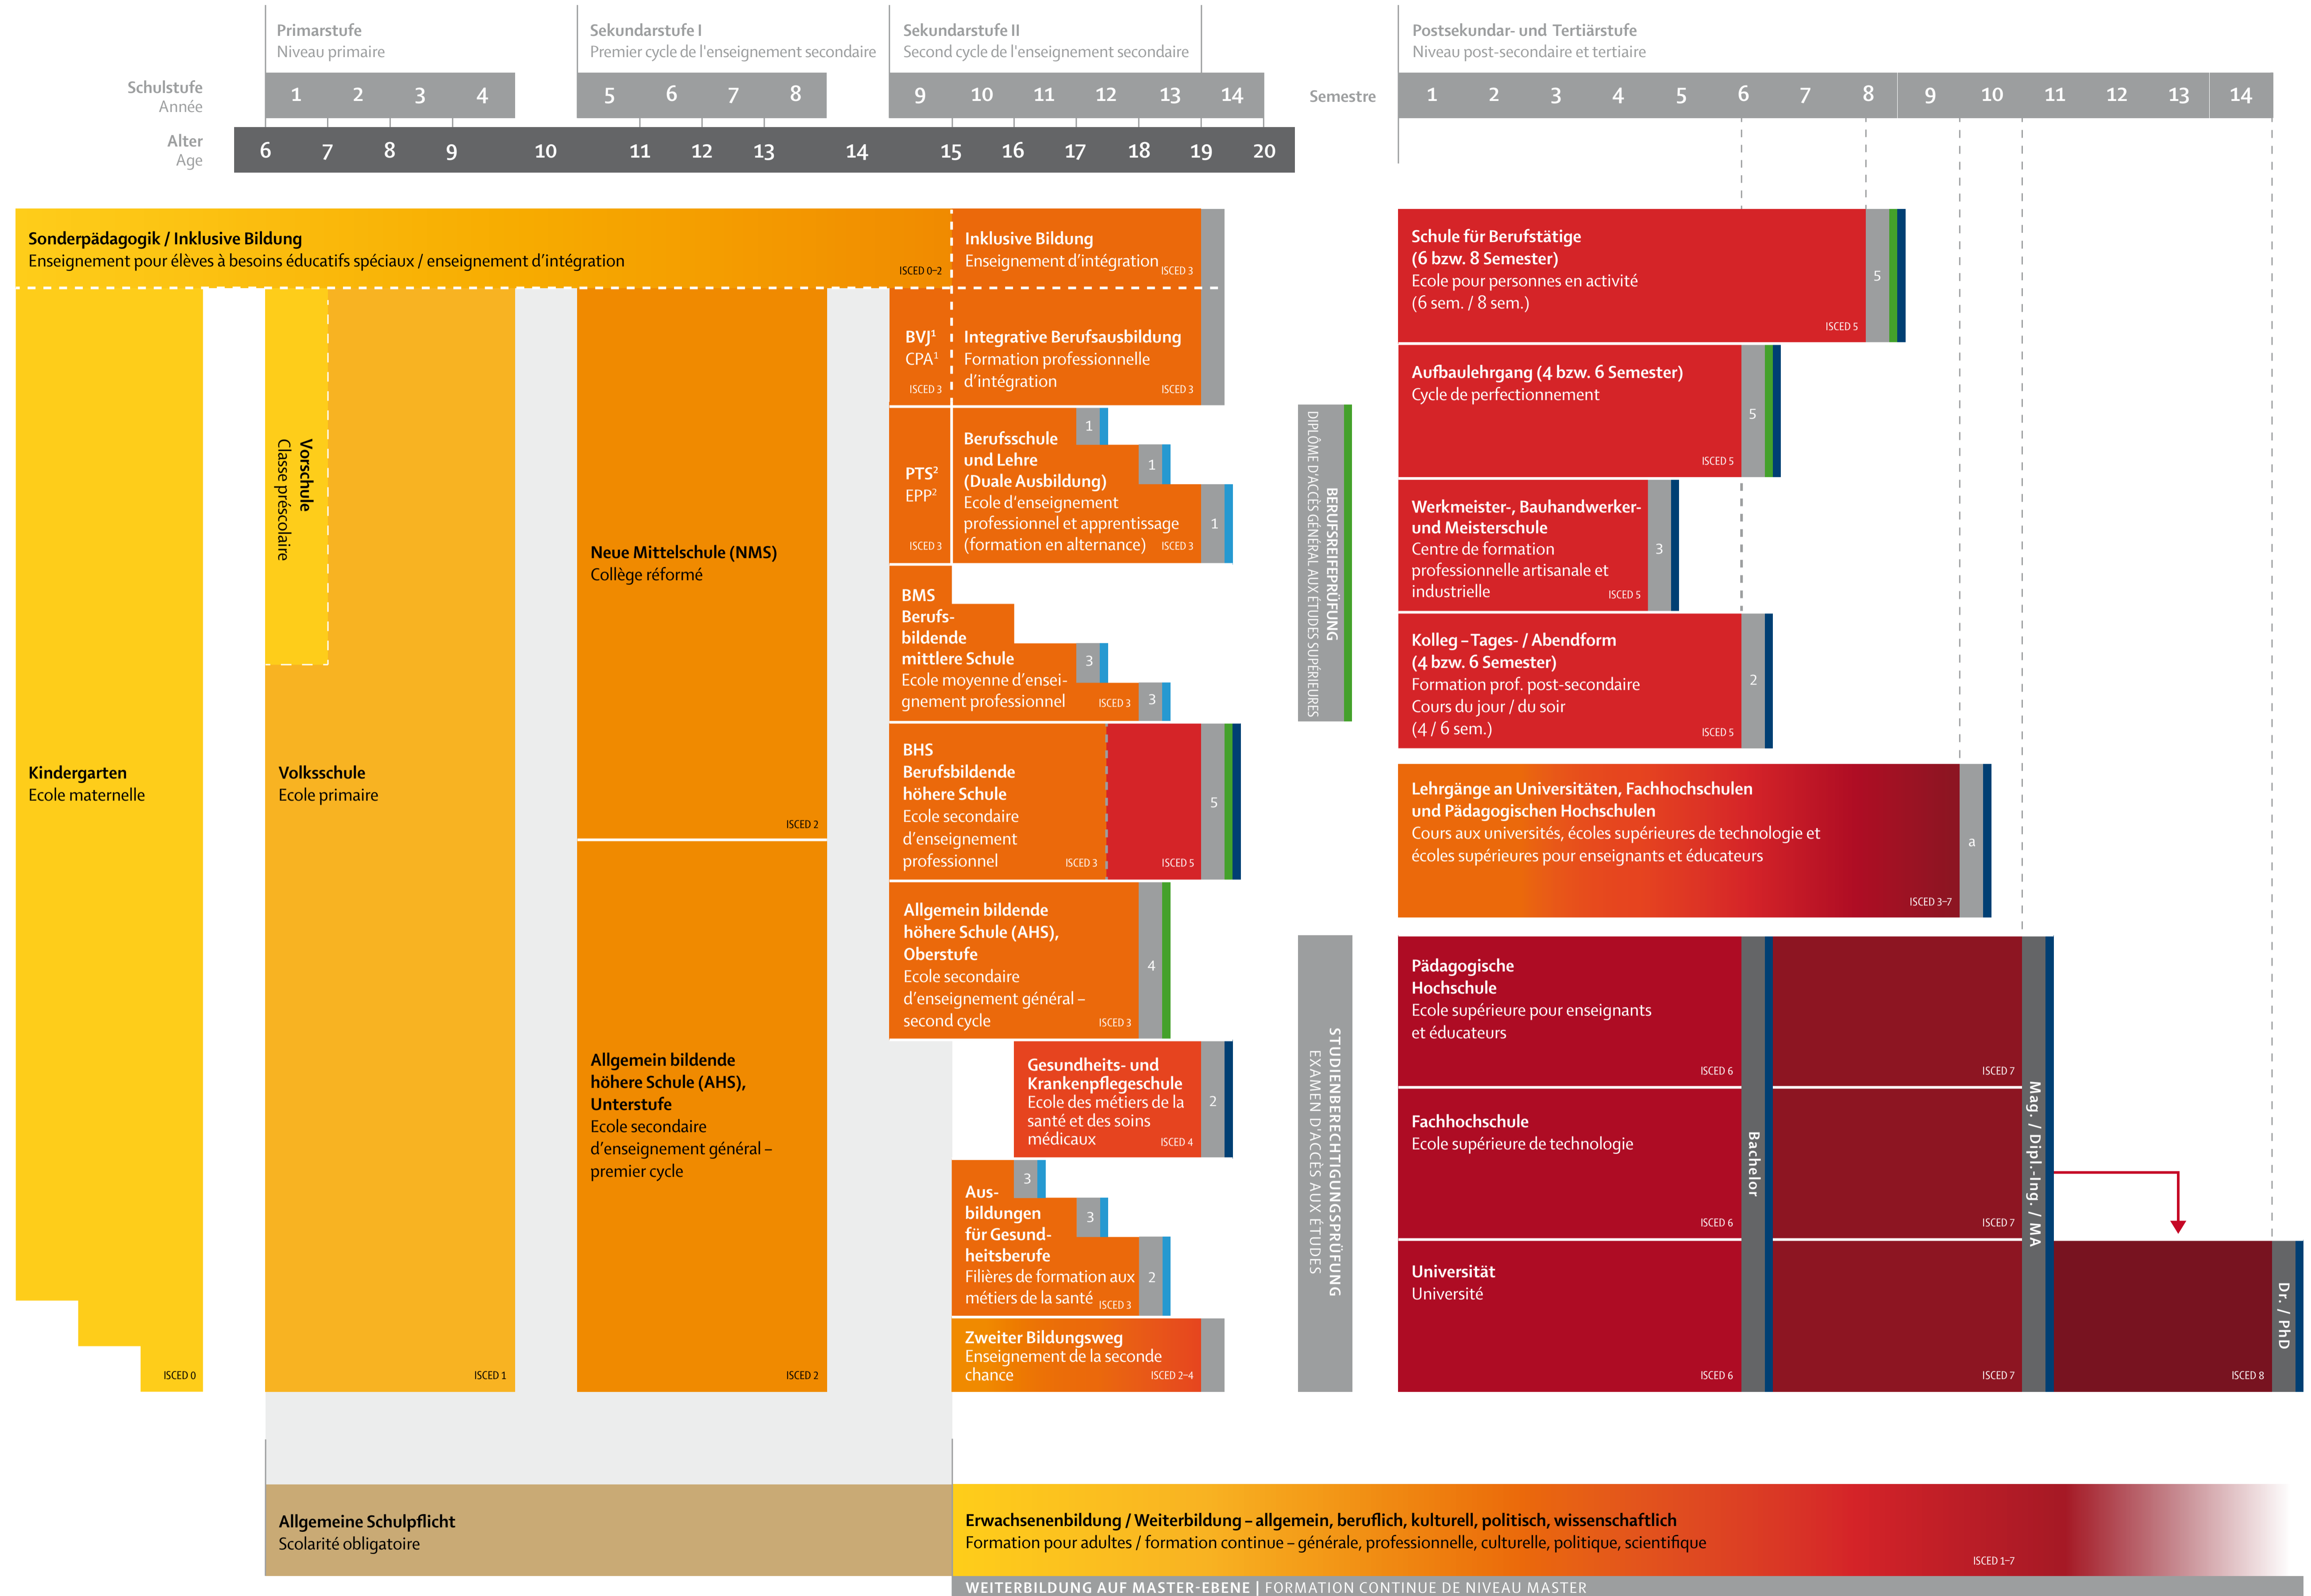 Primarstufe
Niveau primaire
Sekundarstufe I
Premier cycle de l'enseignement secondaire
Sekundarstufe II
Second cycle de l'enseignement secondaire
Postsekundar- und Tertiärstufe
Niveau post-secondaire et tertiaire
Schulstufe
Année
1 2 3 4 5 6 7 8 9 10 11 12 13 14
Semestre
1 2 3 4 5 6 7 8 9 10 11 12 13 14
Alter
Age
6 7 8 9 10 11 12 13 14 15 16 17 18 19 20
Sonderpädagogik / Inklusive Bildung
Enseignement pour élèves à besoins éducatifs spéciaux / enseignement d'intégration
ISCED 0–2
Inklusive Bildung
Enseignement d'intégration
ISCED 3
Kindergarten
Ecole maternelle
ISCED 0
Vorschule
Classe préscolaire
Volksschule
Ecole primaire
ISCED 1
Neue Mittelschule (NMS)
Collège réformé
ISCED 2
Allgemein bildende
höhere Schule (AHS),
Unterstufe
Ecole secondaire
d'enseignement général –
premier cycle
ISCED 2
BVJ¹
CPA¹
ISCED 3
Integrative Berufsausbildung
Formation professionnelle
d'intégration
ISCED 3
PTS²
EPP²
ISCED 3
Berufsschule
und Lehre
(Duale Ausbildung)
Ecole d'enseignement
professionnel et apprentissage
(formation en alternance)
ISCED 3
1
1
1
BMS
Berufs-
bildende
mittlere Schule
Ecole moyenne d'ensei-
gnement professionnel
ISCED 3
3
3
BHS
Berufsbildende
höhere Schule
Ecole secondaire
d'enseignement
professionnel
ISCED 3
ISCED 5
5
Allgemein bildende
höhere Schule (AHS),
Oberstufe
Ecole secondaire
d'enseignement général –
second cycle
ISCED 3
4
Gesundheits- und
Krankenpflegeschule
Ecole des métiers de la
santé et des soins
médicaux
ISCED 4
2
Aus-
bildungen
für Gesund-
heitsberufe
Filières de formation aux
métiers de la santé
ISCED 3
3
3
2
Zweiter Bildungsweg
Enseignement de la seconde
chance
ISCED 2–4
BERUFSREIFEPRÜFUNG
DIPLÔME D'ACCÈS GÉNÉRAL AUX ÉTUDES SUPÉRIEURES
STUDIENBERECHTIGUNGSPRÜFUNG
EXAMEN D'ACCÈS AUX ÉTUDES
Schule für Berufstätige
(6 bzw. 8 Semester)
Ecole pour personnes en activité
(6 sem. / 8 sem.)
ISCED 5
5
Aufbaulehrgang (4 bzw. 6 Semester)
Cycle de perfectionnement
ISCED 5
5
Werkmeister-, Bauhandwerker-
und Meisterschule
Centre de formation
professionnelle artisanale et
industrielle
ISCED 5
3
Kolleg – Tages- / Abendform
(4 bzw. 6 Semester)
Formation prof. post-secondaire
Cours du jour / du soir
(4 / 6 sem.)
ISCED 5
2
Lehrgänge an Universitäten, Fachhochschulen
und Pädagogischen Hochschulen
Cours aux universités, écoles supérieures de technologie et
écoles supérieures pour enseignants et éducateurs
ISCED 3–7
a
Pädagogische
Hochschule
Ecole supérieure pour enseignants
et éducateurs
ISCED 6
ISCED 7
Fachhochschule
Ecole supérieure de technologie
ISCED 6
ISCED 7
Universität
Université
ISCED 6
ISCED 7
ISCED 8
Bachelor
Mag. / Dipl.-Ing. / MA
Dr. / PhD
Allgemeine Schulpflicht
Scolarité obligatoire
Erwachsenenbildung / Weiterbildung – allgemein, beruflich, kulturell, politisch, wissenschaftlich
Formation pour adultes / formation continue – générale, professionnelle, culturelle, politique, scientifique
ISCED 1–7
WEITERBILDUNG AUF MASTER-EBENE | FORMATION CONTINUE DE NIVEAU MASTER